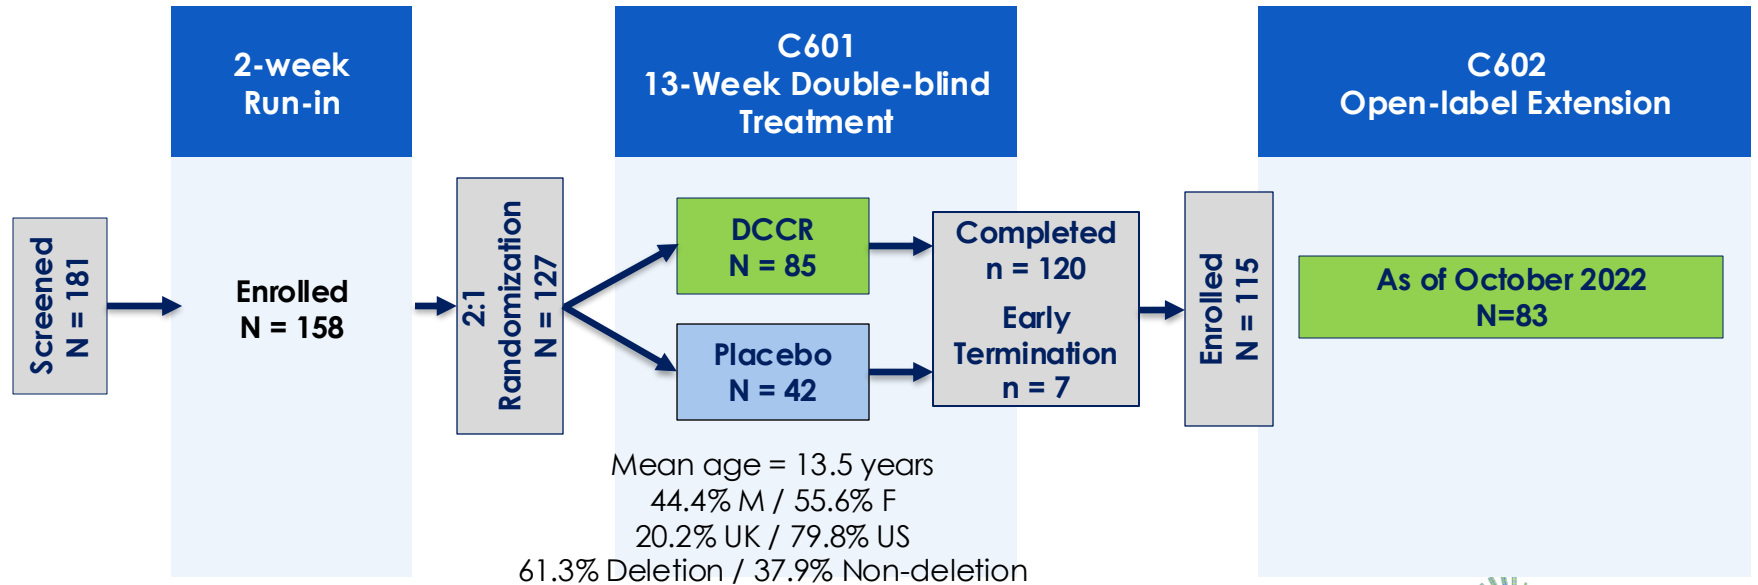 2-week
Run-in
C601
13-Week Double-blind
Treatment
C602
Open-label Extension
Screened
N = 181
Enrolled
N = 158
2:1
Randomization
N = 127
DCCR
N = 85
Placebo
N = 42
Completed
n = 120
Early
Termination
n = 7
Enrolled
N = 115
As of October 2022
N=83
Mean age = 13.5 years
44.4% M / 55.6% F
20.2% UK / 79.8% US
61.3% Deletion / 37.9% Non-deletion